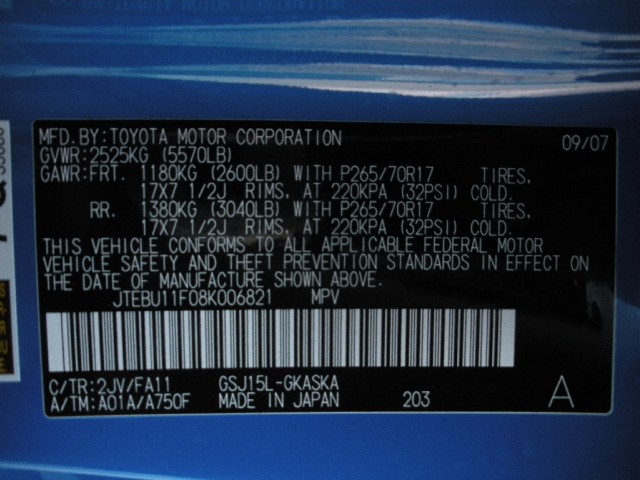 MFD.BY:TOYOTA MOTOR CORPORATION 09/07
GVWR:2525KG (5570LB)
GAWR:FRT. 1180KG (2600LB) WITH P265/70R17 TIRES,
17X7 1/2J RIMS, AT 220KPA (32PSI) COLD.
RR. 1380KG (3040LB) WITH P265/70R17 TIRES,
17X7 1/2J RIMS, AT 220KPA (32PSI) COLD.
THIS VEHICLE CONFORMS TO ALL APPLICABLE FEDERAL MOTOR
VEHICLE SAFETY AND THEFT PREVENTION STANDARDS IN EFFECT ON
THE DATE OF MANUFACTURE SHOWN ABOVE.
JTEBU11F08K006821 MPV
C/TR:2JV/FA11 GSJ15L-GKASKA
A/TM:A01A/A750F MADE IN JAPAN 203 A